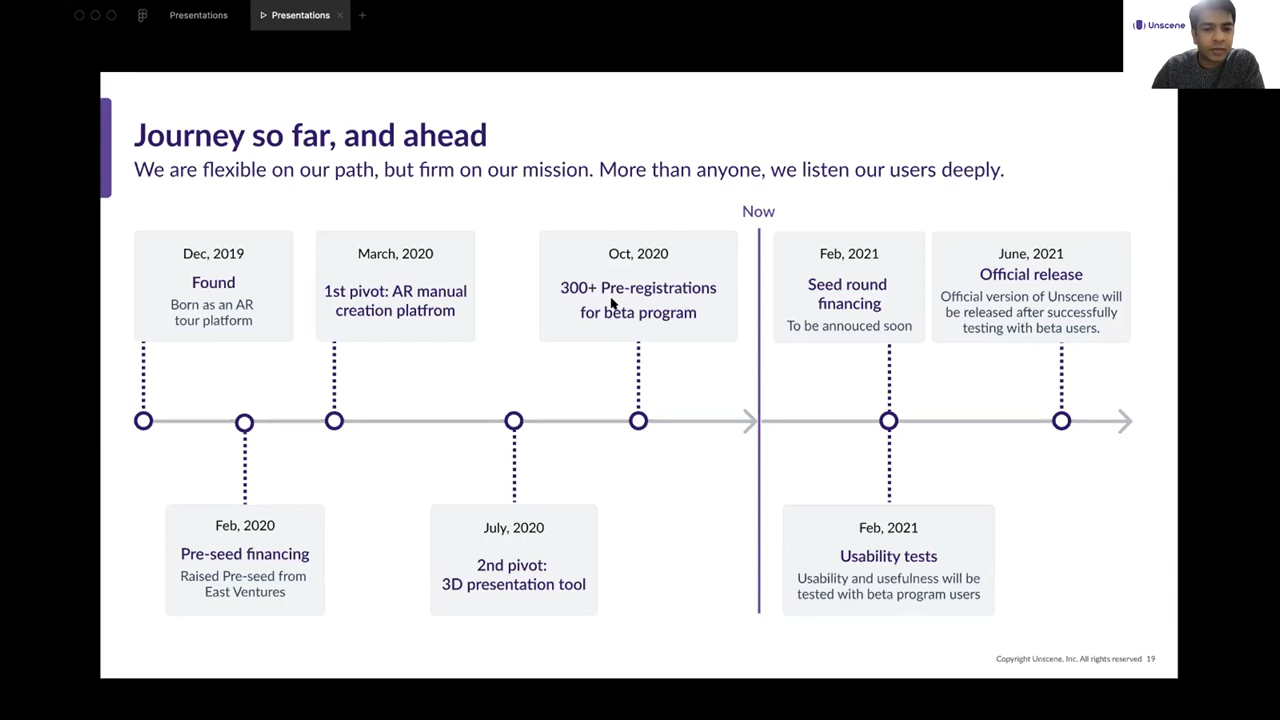 Presentations
Presentations
Unscene
Journey so far, and ahead
We are flexible on our path, but firm on our mission. More than anyone, we listen our users deeply.
Now
Dec, 2019
Found
Born as an AR
tour platform
March, 2020
1st pivot: AR manual
creation platfrom
Oct, 2020
300+ Pre-registrations
for beta program
Feb, 2021
Seed round
financing
To be annouced soon
June, 2021
Official release
Official version of Unscene will
be released after successfully
testing with beta users.
Feb, 2020
Pre-seed financing
Raised Pre-seed from
East Ventures
July, 2020
2nd pivot:
3D presentation tool
Feb, 2021
Usability tests
Usability and usefulness will be
tested with beta program users
Copyright Unscene, Inc. All rights reserved 19